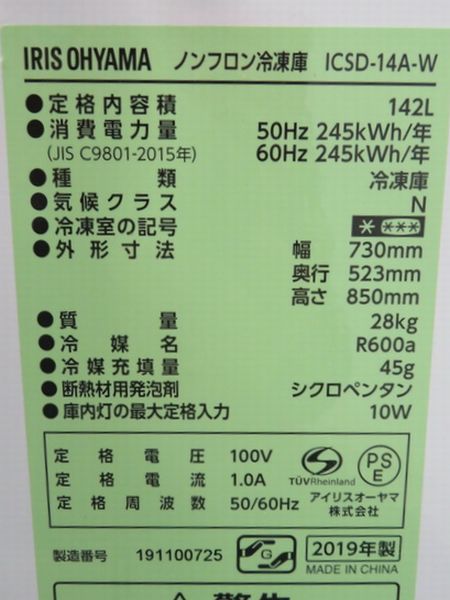 IRIS OHYAMA ノンフロン冷凍庫 ICSD-14A-W
●定格内容積 142L
●消費電力量 50Hz 245kWh/年
(JIS C9801-2015年) 60Hz 245kWh/年
●種類 冷凍庫
●気候クラス N
●冷凍室の記号 * ***
●外形寸法 幅 730mm
奥行 523mm
高さ 850mm
●質量 28kg
●冷媒名 R600a
●冷媒充填量 45g
●断熱材用発泡剤 シクロペンタン
●庫内灯の最大定格入力 10W
定格電圧 100V
定格電流 1.0A
定格周波数 50/60Hz
TÜVRheinland
PS
E
アイリスオーヤマ
株式会社
製造番号 191100725
G
2019年製
MADE IN CHINA